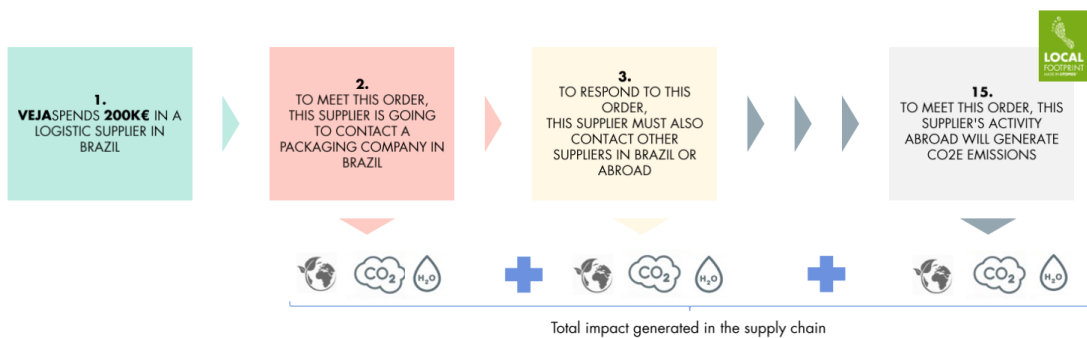 LOCAL
FOOTPRINT
1.
VEJASPENDS 200K€ IN A
LOGISTIC SUPPLIER IN
BRAZIL
2.
TO MEET THIS ORDER,
THIS SUPPLIER IS GOING
TO CONTACT A
PACKAGING COMPANY IN
BRAZIL
3.
TO RESPOND TO THIS
ORDER,
THIS SUPPLIER MUST ALSO
CONTACT OTHER
SUPPLIERS IN BRAZIL OR
ABROAD
15.
TO MEET THIS ORDER, THIS
SUPPLIER'S ACTIVITY
ABROAD WILL GENERATE
CO2E EMISSIONS
CO2
H2O
CO2
H2O
CO2
H2O
Total impact generated in the supply chain